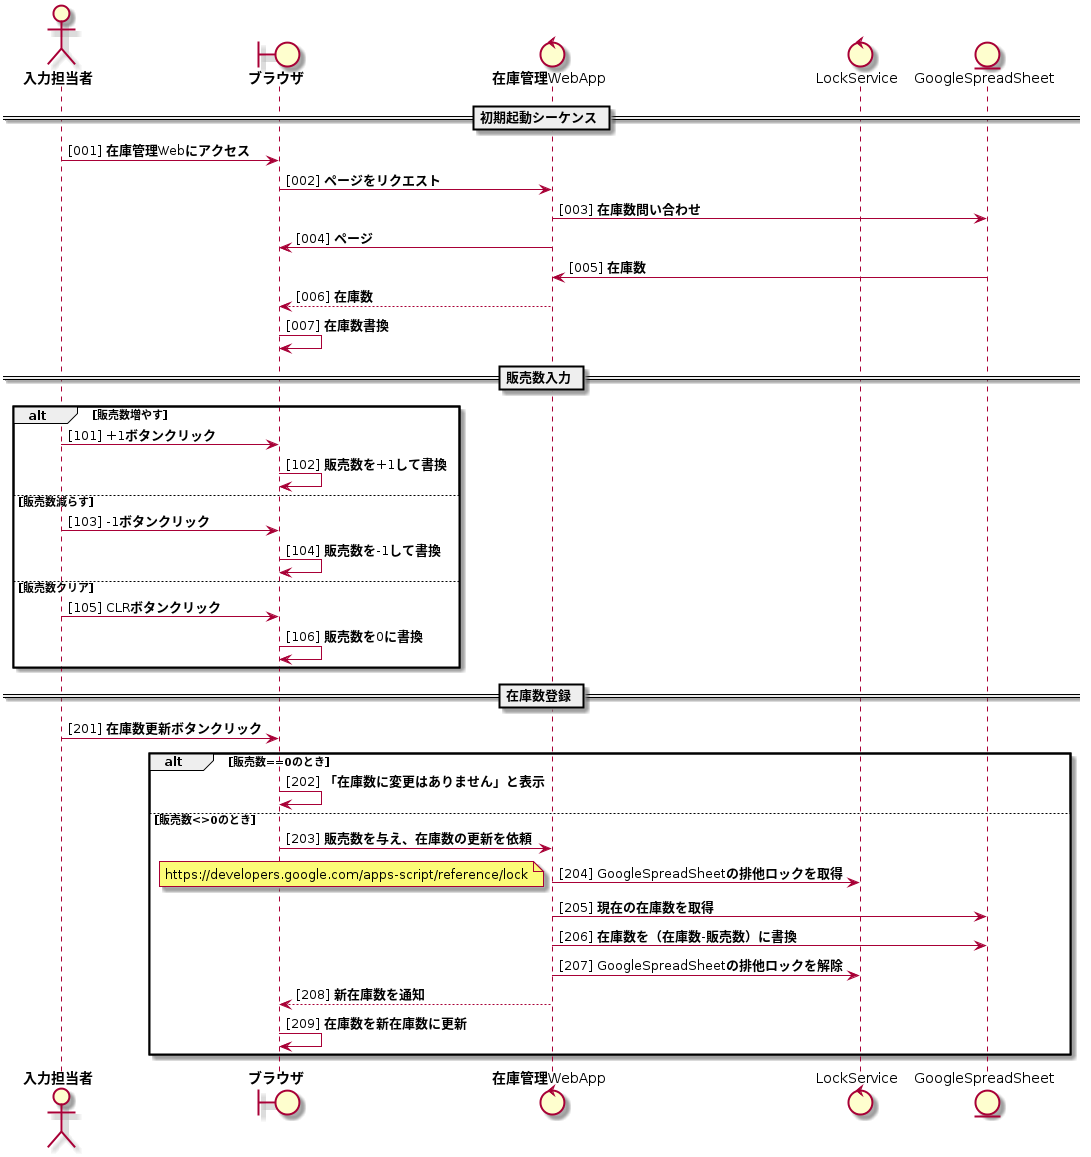 入力担当者
ブラウザ
在庫管理WebApp
LockService
GoogleSpreadSheet
初期起動シーケンス
[001] 在庫管理Webにアクセス
[002] ページをリクエスト
[003] 在庫数問い合わせ
[004] ページ
[005] 在庫数
[006] 在庫数
[007] 在庫数書換
販売数入力
alt [販売数増やす]
[101] +1ボタンクリック
[102] 販売数を+1して書換
[販売数減らす]
[103] -1ボタンクリック
[104] 販売数を-1して書換
[販売数クリア]
[105] CLRボタンクリック
[106] 販売数を0に書換
在庫数登録
[201] 在庫数更新ボタンクリック
alt [販売数==0のとき]
[202] 「在庫数に変更はありません」と表示
[販売数<>0のとき]
[203] 販売数を与え、在庫数の更新を依頼
https://developers.google.com/apps-script/reference/lock
[204] GoogleSpreadSheetの排他ロックを取得
[205] 現在の在庫数を取得
[206] 在庫数を（在庫数-販売数）に書換
[207] GoogleSpreadSheetの排他ロックを解除
[208] 新在庫数を通知
[209] 在庫数を新在庫数に更新
入力担当者
ブラウザ
在庫管理WebApp
LockService
GoogleSpreadSheet